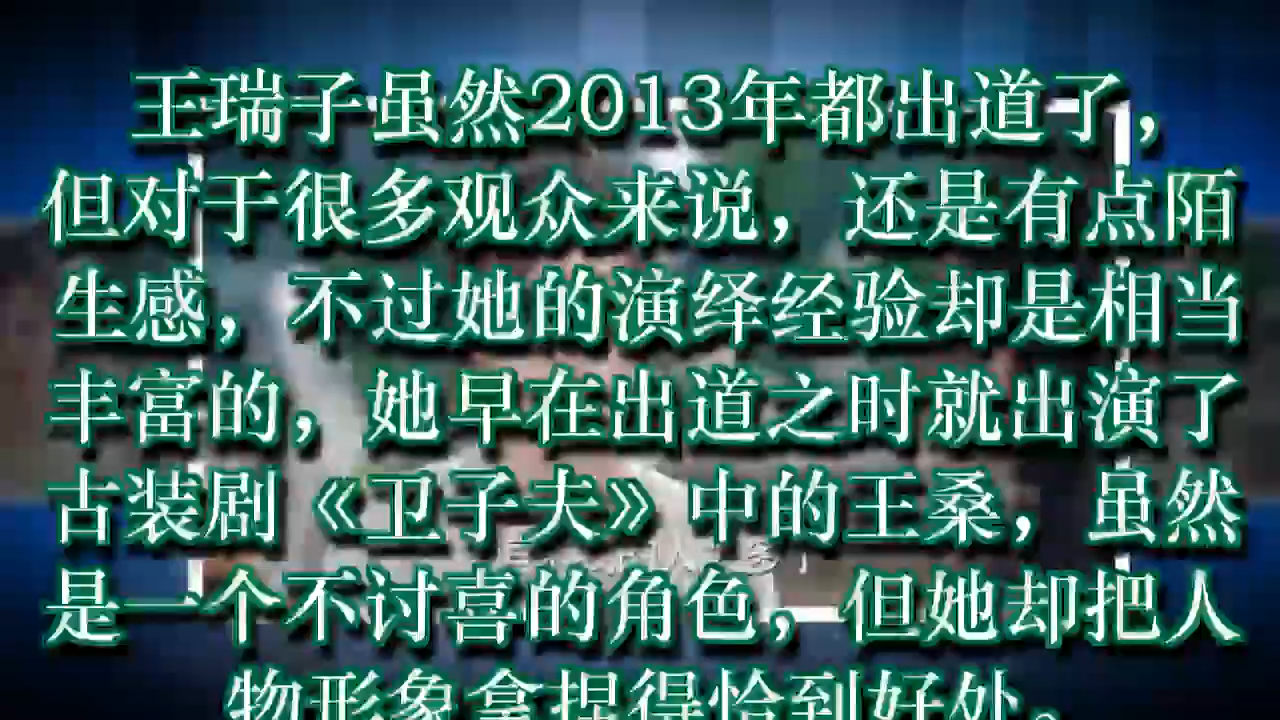 王瑞子虽然2013年都出道了，
但对于很多观众来说，还是有点陌
生感，不过她的演绎经验却是相当
丰富的，她早在出道之时就出演了
古装剧《卫子夫》中的王桑，虽然
是一个不讨喜的角色，但她却把人
物形象拿捏得恰到好处。